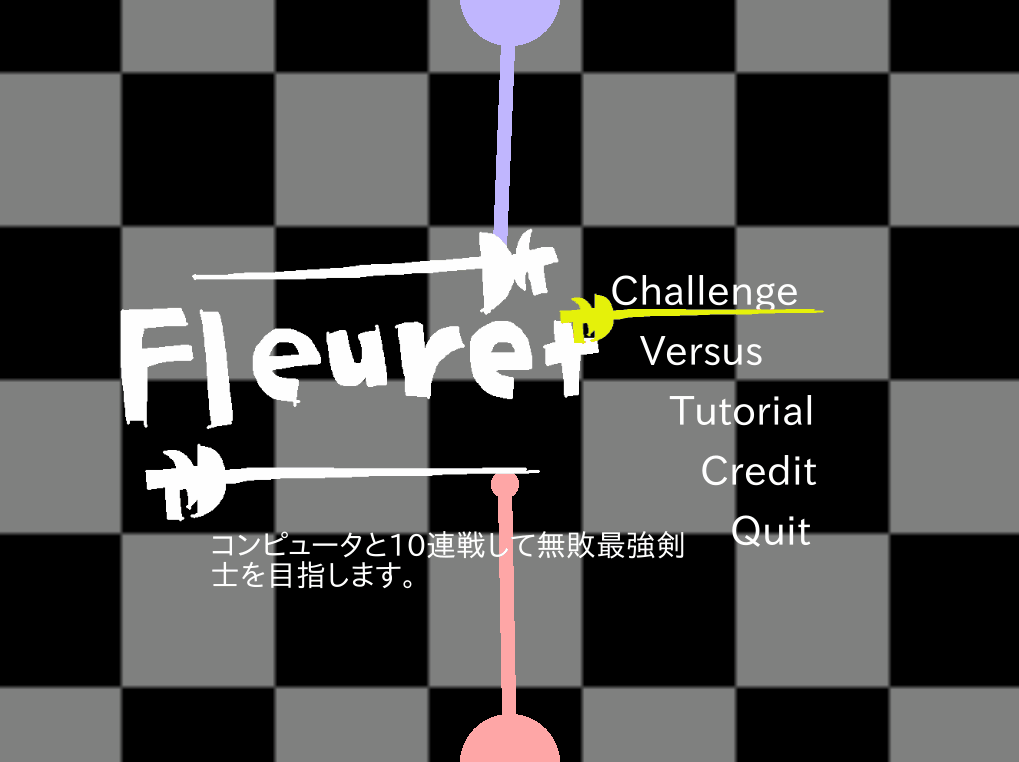 Fleuret
Challenge
Versus
Tutorial
Credit
Quit
コンピュータと10連戦して無敗最強剣
士を目指します。